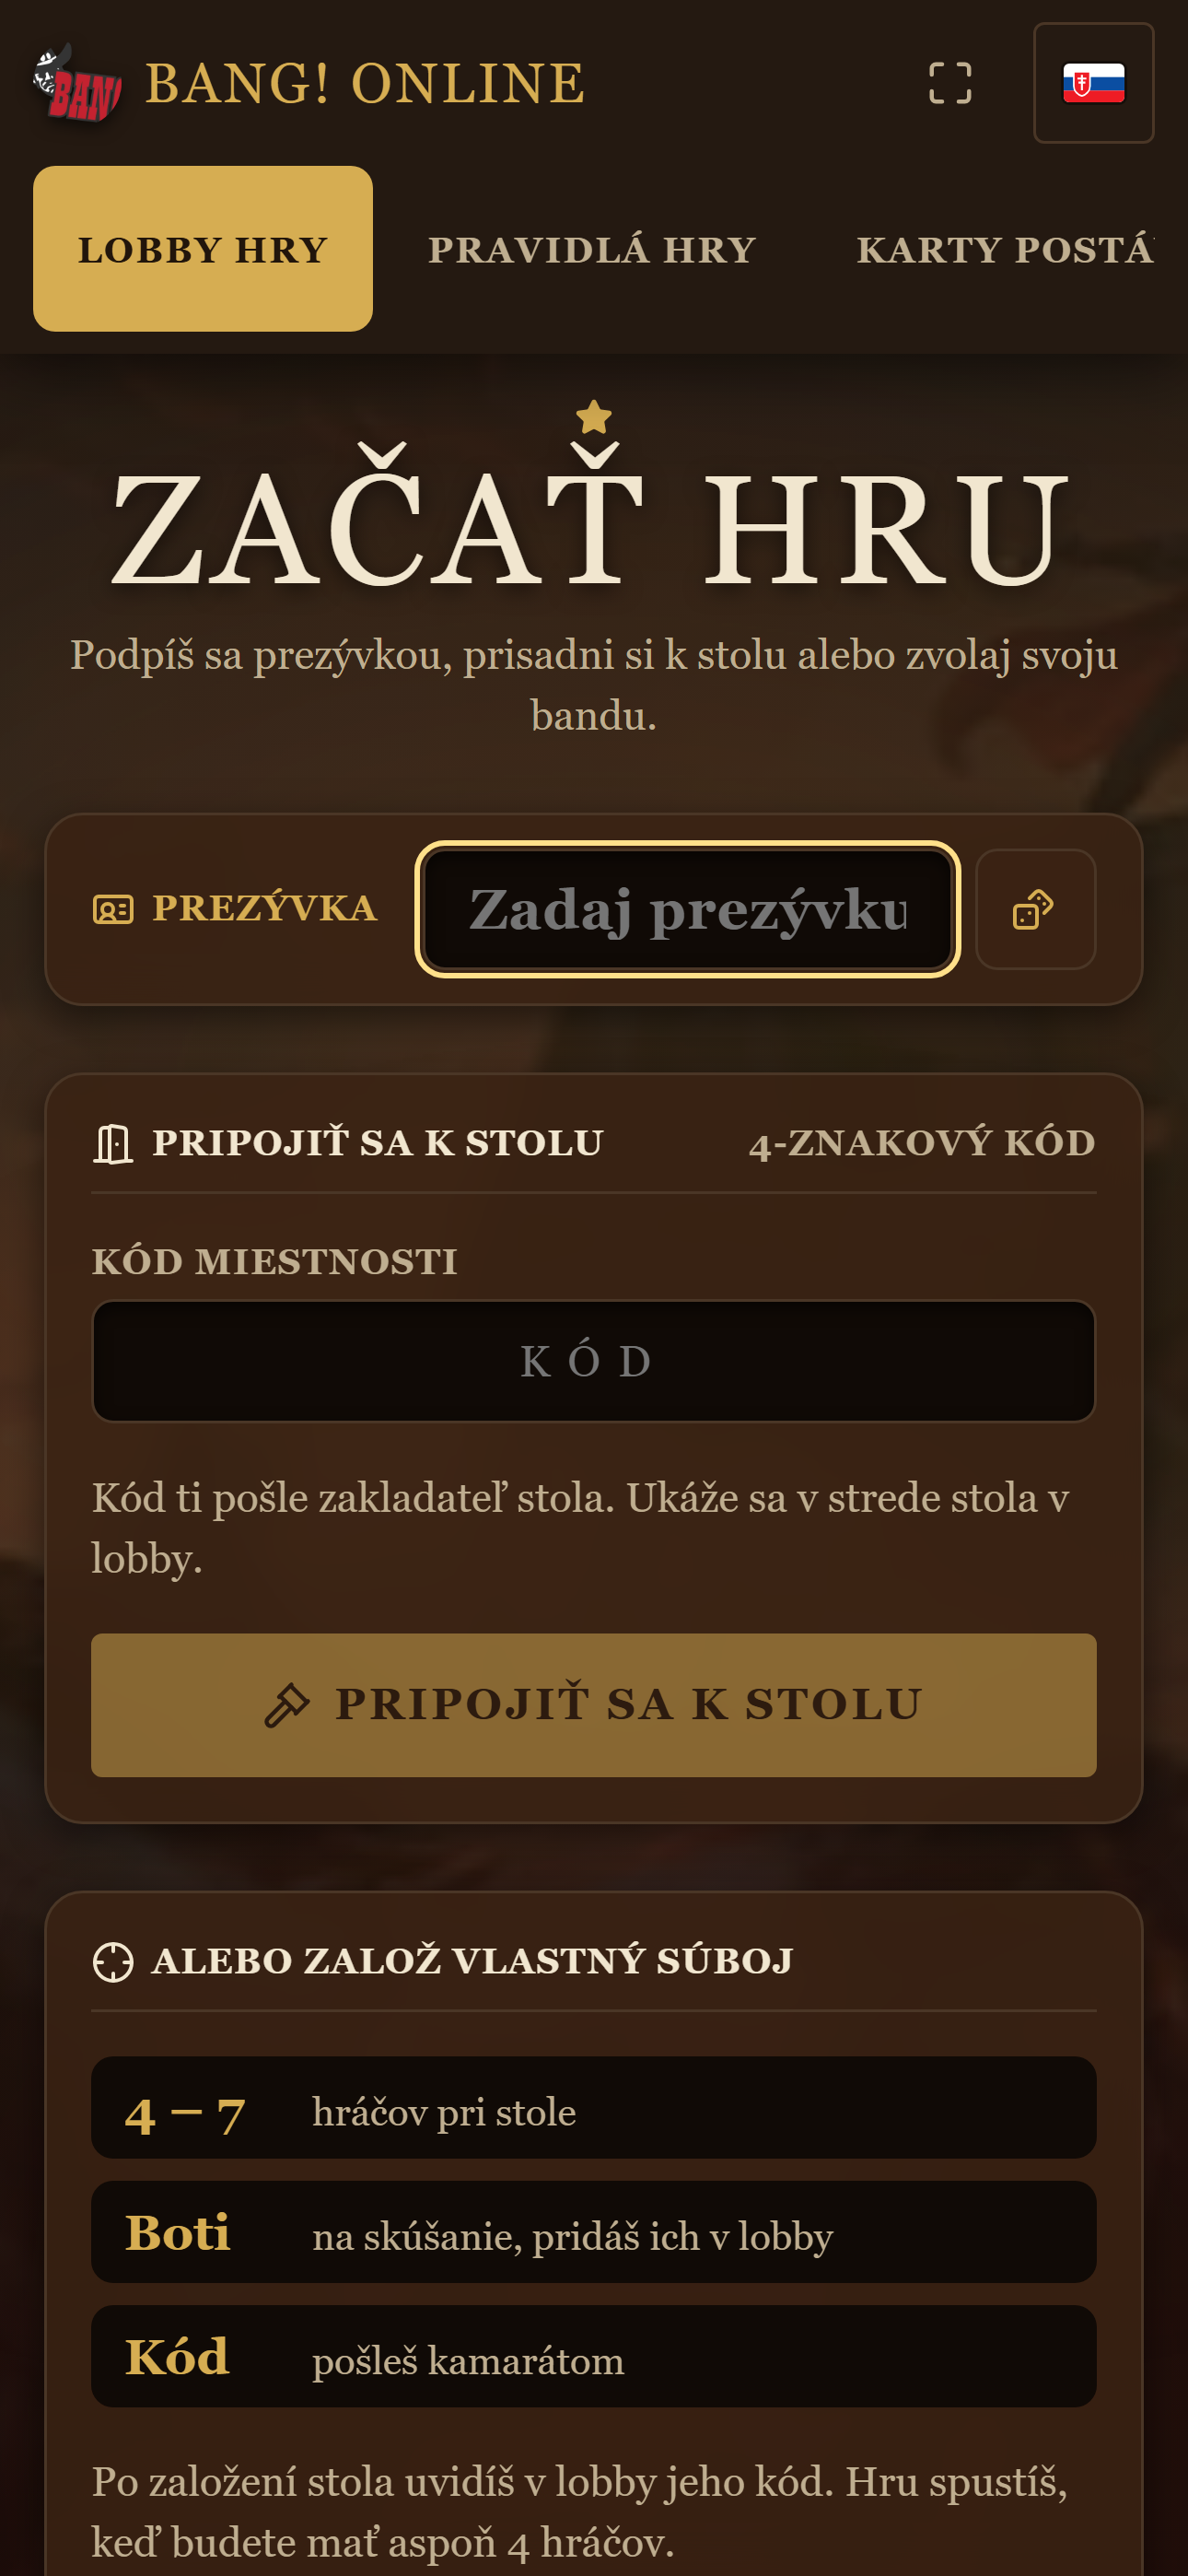 BANG! ONLINE
LOBBY HRY
PRAVIDLÁ HRY
KARTY POSTÁ
ZAČAŤ HRU
Podpíš sa prezývkou, prisadni si k stolu alebo zvolaj svoju
bandu.
PREZÝVKA
Zadaj prezývku
PRIPOJIŤ SA K STOLU
4-ZNAKOVÝ KÓD
KÓD MIESTNOSTI
KÓD
Kód ti pošle zakladateľ stola. Ukáže sa v strede stola v
lobby.
PRIPOJIŤ SA K STOLU
ALEBO ZALOŽ VLASTNÝ SÚBOJ
4 – 7 hráčov pri stole
Boti na skúšanie, pridáš ich v lobby
Kód pošleš kamarátom
Po založení stola uvidíš v lobby jeho kód. Hru spustíš,
keď budete mať aspoň 4 hráčov.